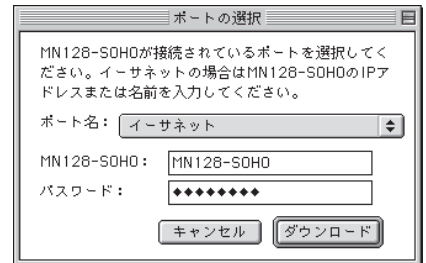 ポートの選択
MN128-SOHOが接続されているポートを選択してく
ださい。イーサネットの場合はMN128-SOHOのIPア
ドレスまたは名前を入力してください。
ポート名： イーサネット
MN128-SOHO： MN128-SOHO
パスワード： ◆◆◆◆◆◆◆◆
キャンセル ダウンロード